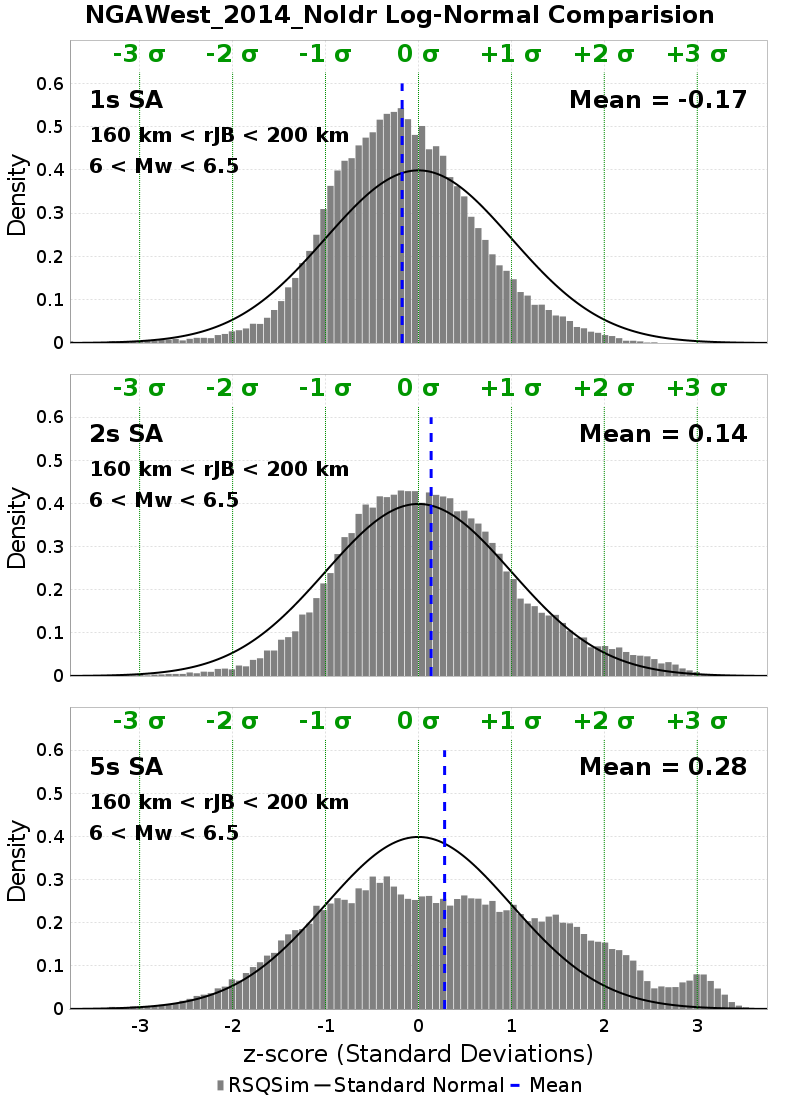 NGAWest_2014_NoIdr Log-Normal Comparision
-3 σ -2 σ -1 σ 0 σ +1 σ +2 σ +3 σ
0.6
1s SA
Mean = -0.17
0.5
160 km < rJB < 200 km
0.4
6 < Mw < 6.5
0.3
0.2
0.1
0
Density
-3 σ -2 σ -1 σ 0 σ +1 σ +2 σ +3 σ
0.6
2s SA
Mean = 0.14
0.5
160 km < rJB < 200 km
0.4
6 < Mw < 6.5
0.3
0.2
0.1
0
Density
-3 σ -2 σ -1 σ 0 σ +1 σ +2 σ +3 σ
0.6
5s SA
Mean = 0.28
0.5
160 km < rJB < 200 km
0.4
6 < Mw < 6.5
0.3
0.2
0.1
0
Density
-3 -2 -1 0 1 2 3
z-score (Standard Deviations)
RSQSim Standard Normal Mean